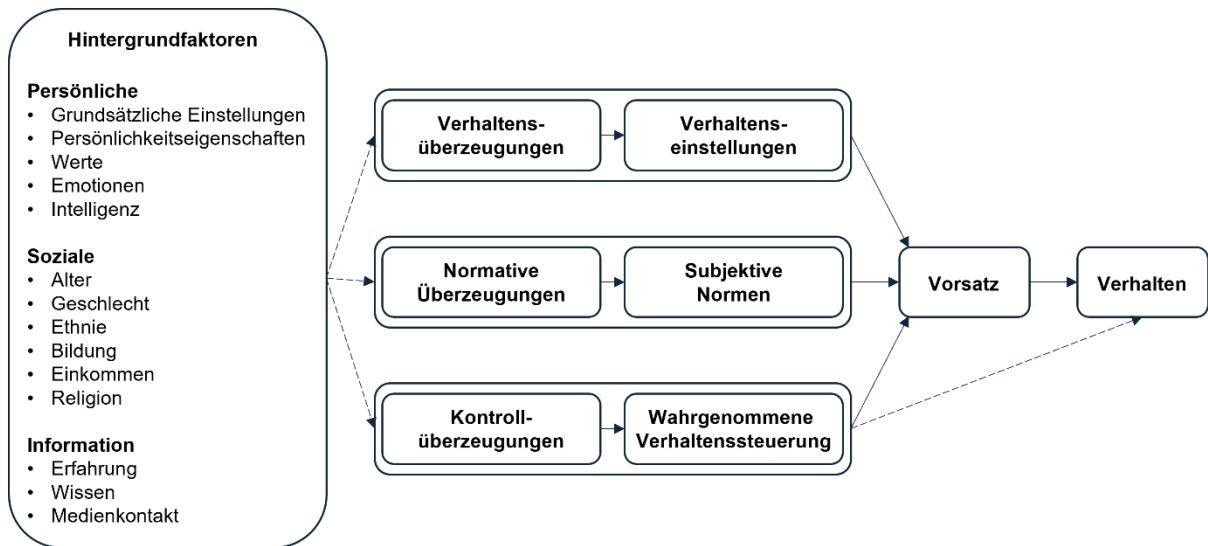 Hintergrundfaktoren
Persönliche
• Grundsätzliche Einstellungen
• Persönlichkeitseigenschaften
• Werte
• Emotionen
• Intelligenz
Soziale
• Alter
• Geschlecht
• Ethnie
• Bildung
• Einkommen
• Religion
Information
• Erfahrung
• Wissen
• Medienkontakt
Verhaltens-
überzeugungen
Verhaltens-
einstellungen
Normative
Überzeugungen
Subjektive
Normen
Kontroll-
überzeugungen
Wahrgenommene
Verhaltenssteuerung
Vorsatz
Verhalten